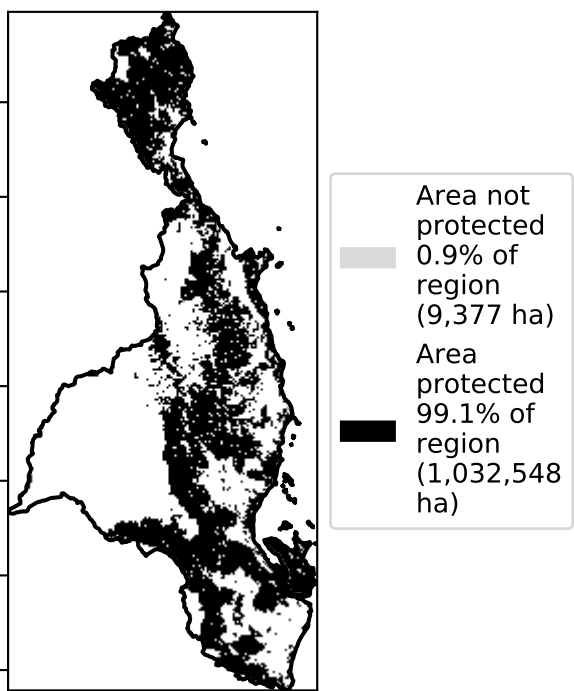 Area not
protected
0.9% of
region
(9,377 ha)
Area
protected
99.1% of
region
(1,032,548
ha)